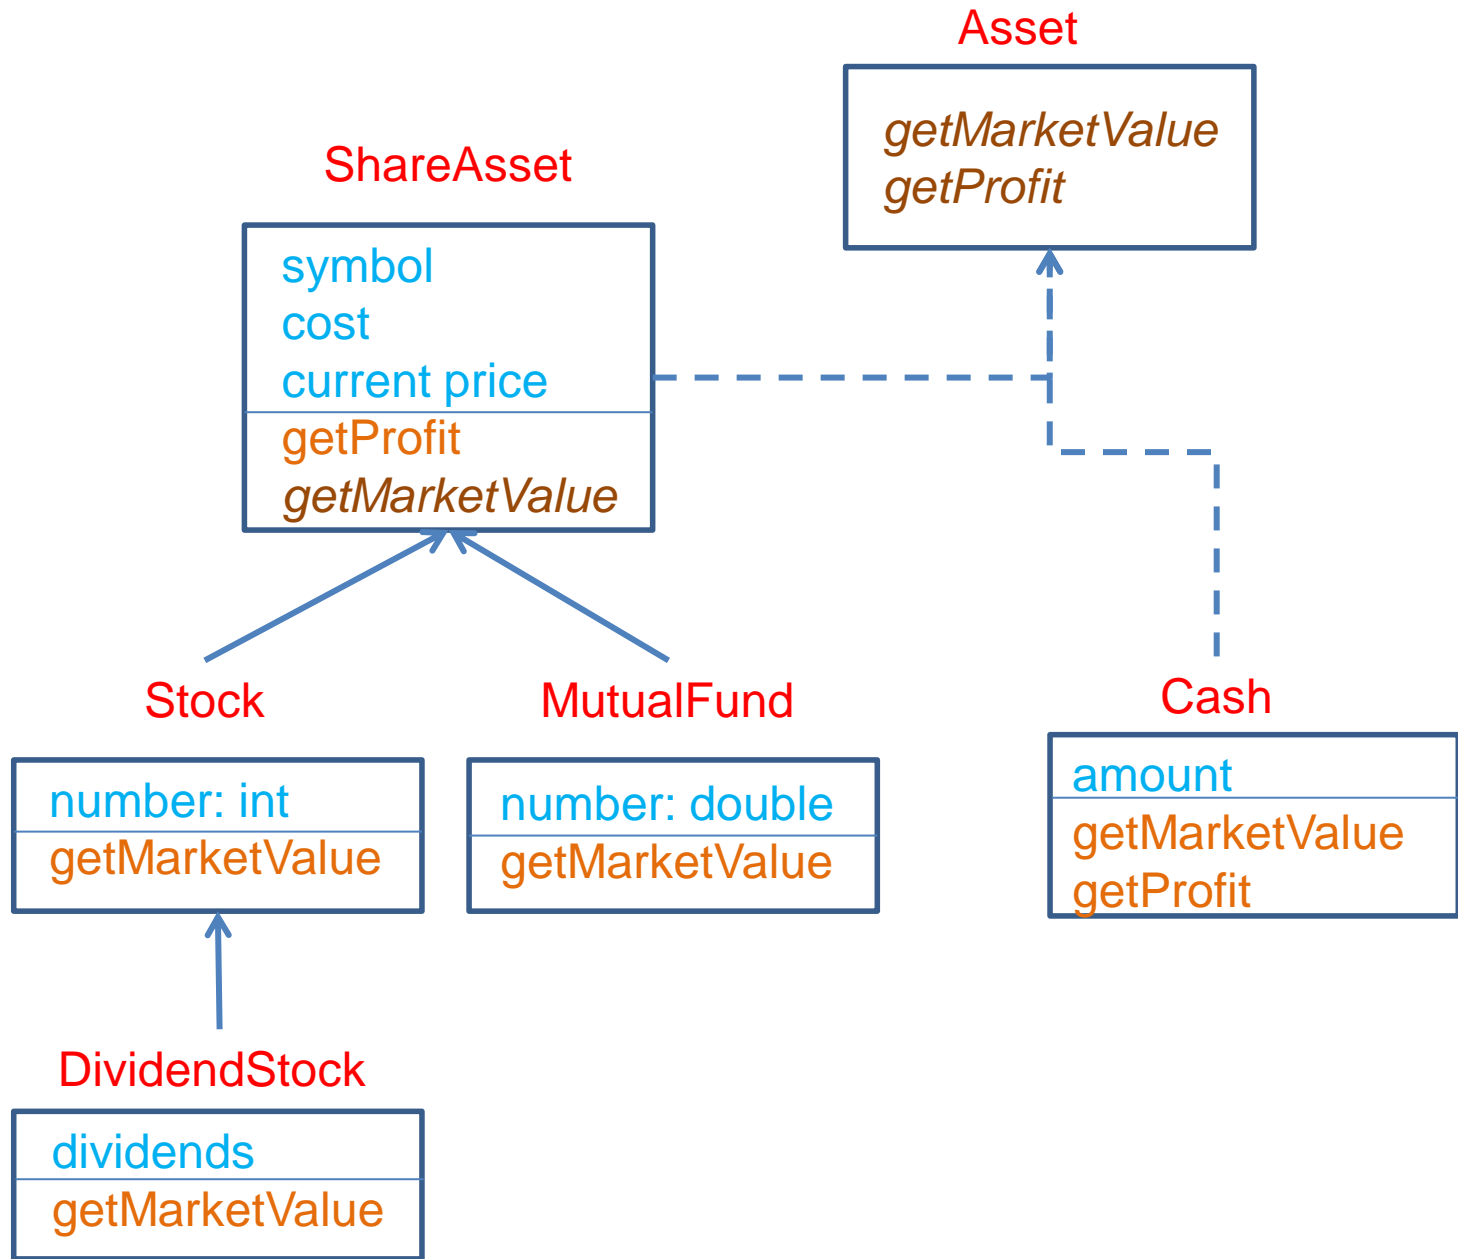 Asset
getMarketValue
getProfit
ShareAsset
symbol
cost
current price
getProfit
getMarketValue
Stock
number: int
getMarketValue
MutualFund
number: double
getMarketValue
Cash
amount
getMarketValue
getProfit
DividendStock
dividends
getMarketValue